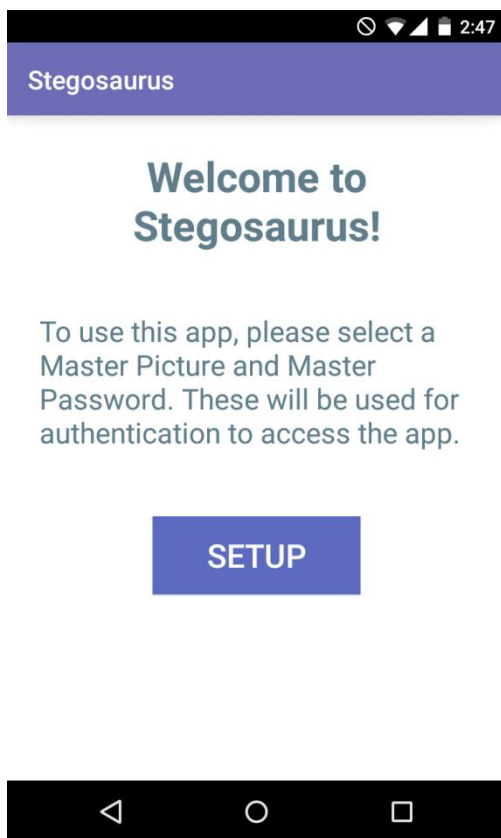 2:47
Stegosaurus
Welcome to
Stegosaurus!
To use this app, please select a
Master Picture and Master
Password. These will be used for
authentication to access the app.
SETUP